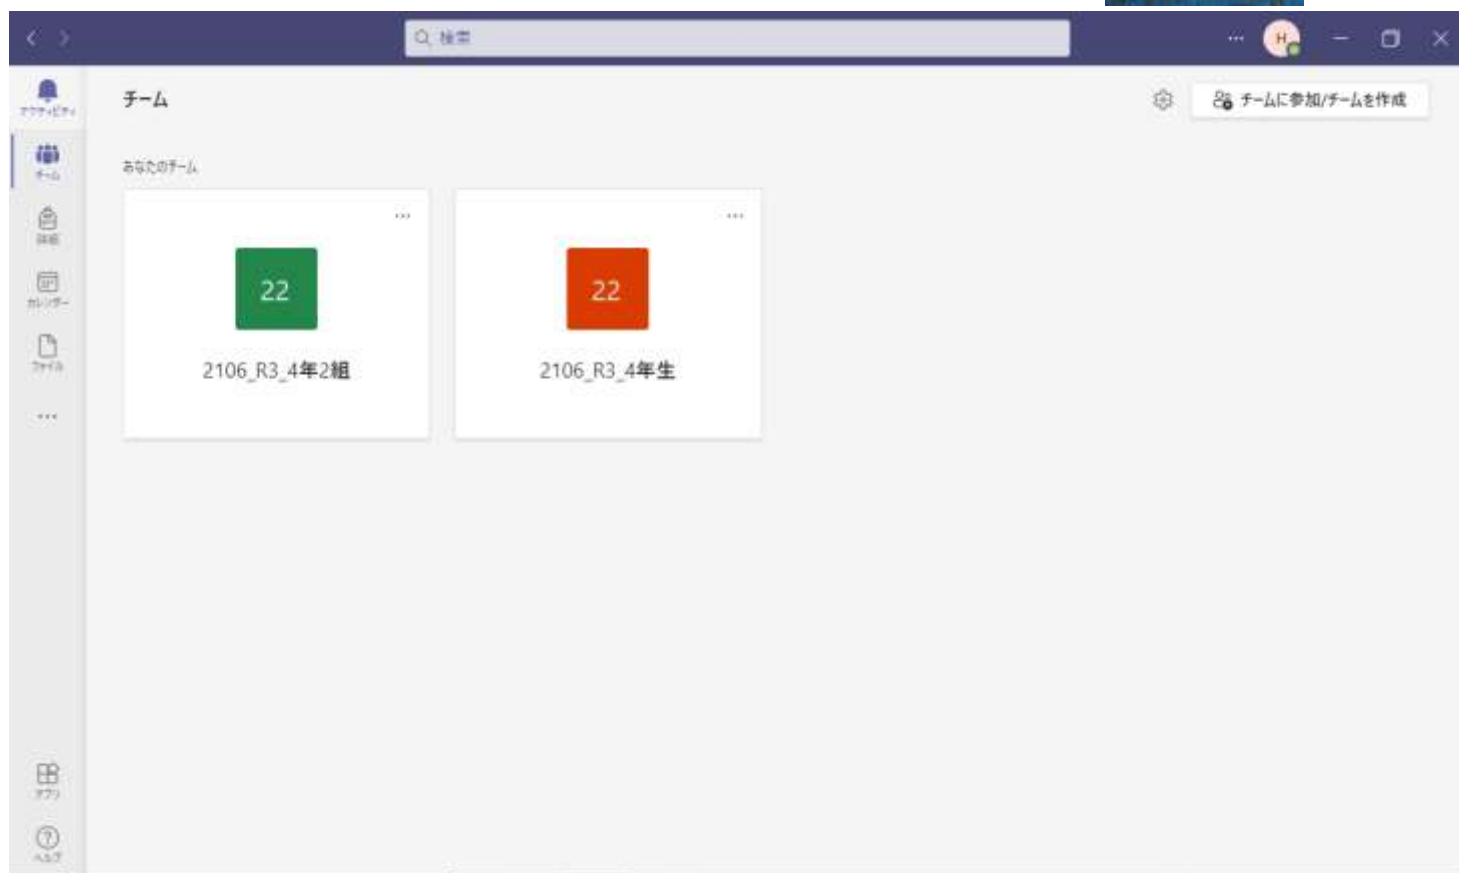 検索
H
アクティビティ
チーム
チームに参加/チームを作成
チーム
あなたのチーム
課題
カレンダー
ファイル
22
22
2106_R3_4年2組
2106_R3_4年生
アプリ
ヘルプ